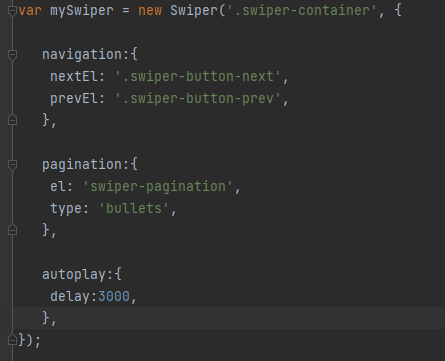 var mySwiper = new Swiper('.swiper-container', {
navigation:{
nextEl: '.swiper-button-next',
prevEl: '.swiper-button-prev',
},
pagination:{
el: 'swiper-pagination',
type: 'bullets',
},
autoplay:{
delay:3000,
},
});